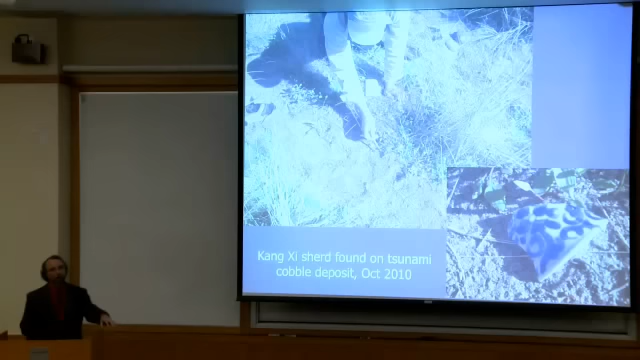 Kang Xi sherd found on tsunami
cobble deposit, Oct 2010